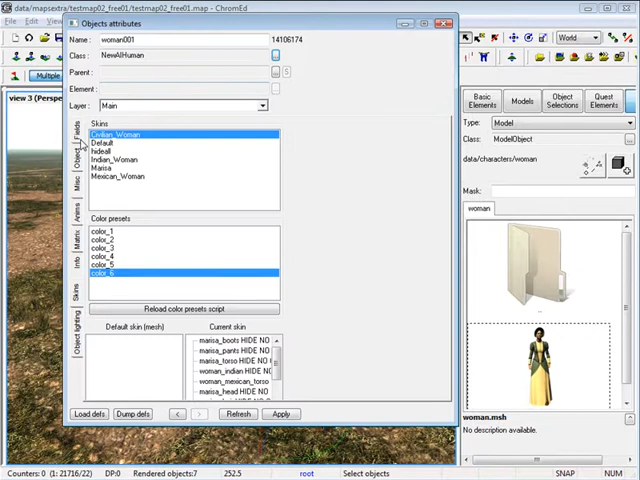 data/mapsextra/testmap02_free01/testmap02_free01.map - ChromEd
File Edit Vi
Objects attributes
Name: woman001 14106174
Class: NewAIHuman ...
Parent: ... S
Element:
Layer: Main
World
Multiple
view 3 (Perspe
Basic Elements
Models
Object Selections
Quest Elements
Type: Model
Class: ModelObject
data/characters/woman
Mask:
woman
Fields
Object
Misc
Anims
Matrix
Info
Skins
Object lighting
Skins
Civilian_Woman
Default
hideall
Indian_Woman
Marisa
Mexican_Woman
Color presets
color_1
color_2
color_3
color_4
color_5
color_6
Reload color presets script
Default skin (mesh)
Current skin
marisa_boots HIDE NO
marisa_pants HIDE NO
marisa_torso HIDE NO
woman_indian HIDE NO
woman_mexican_torso
marisa_head HIDE NO
Load defs
Dump defs
<
>
Refresh
Apply
..
woman.msh
No description available.
Counters: 0 (1: 21716/22)
DP:0
Rendered objects:7
252.5
root
Select objects
SNAP
NUM